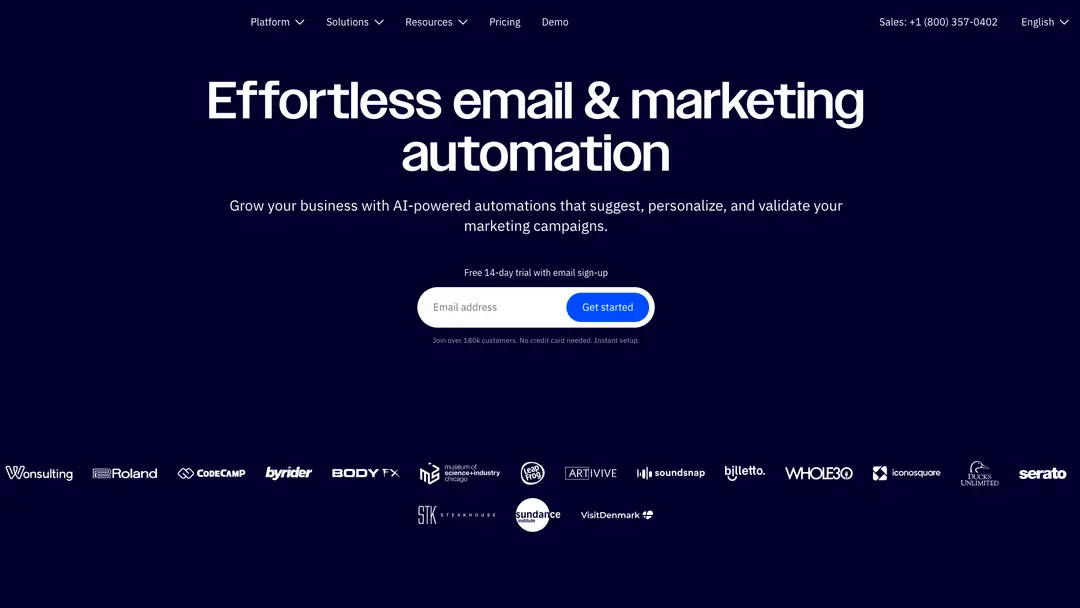 Platform Solutions Resources Pricing Demo Sales: +1 (800) 357-0402 English
Effortless email & marketing
automation
Grow your business with AI-powered automations that suggest, personalize, and validate your
marketing campaigns.
Free 14-day trial with email sign-up
Email address Get started
Join over 180k customers. No credit card needed. Instant setup.
Wonsulting Roland CODECAMP byrider BODY FX museum of science+industry chicago Leap Frog ARTIVIVE soundsnap billetto. WHOLE30 iconosquare DUCKS UNLIMITED serato
STK STEAKHOUSE sundance institute VisitDenmark